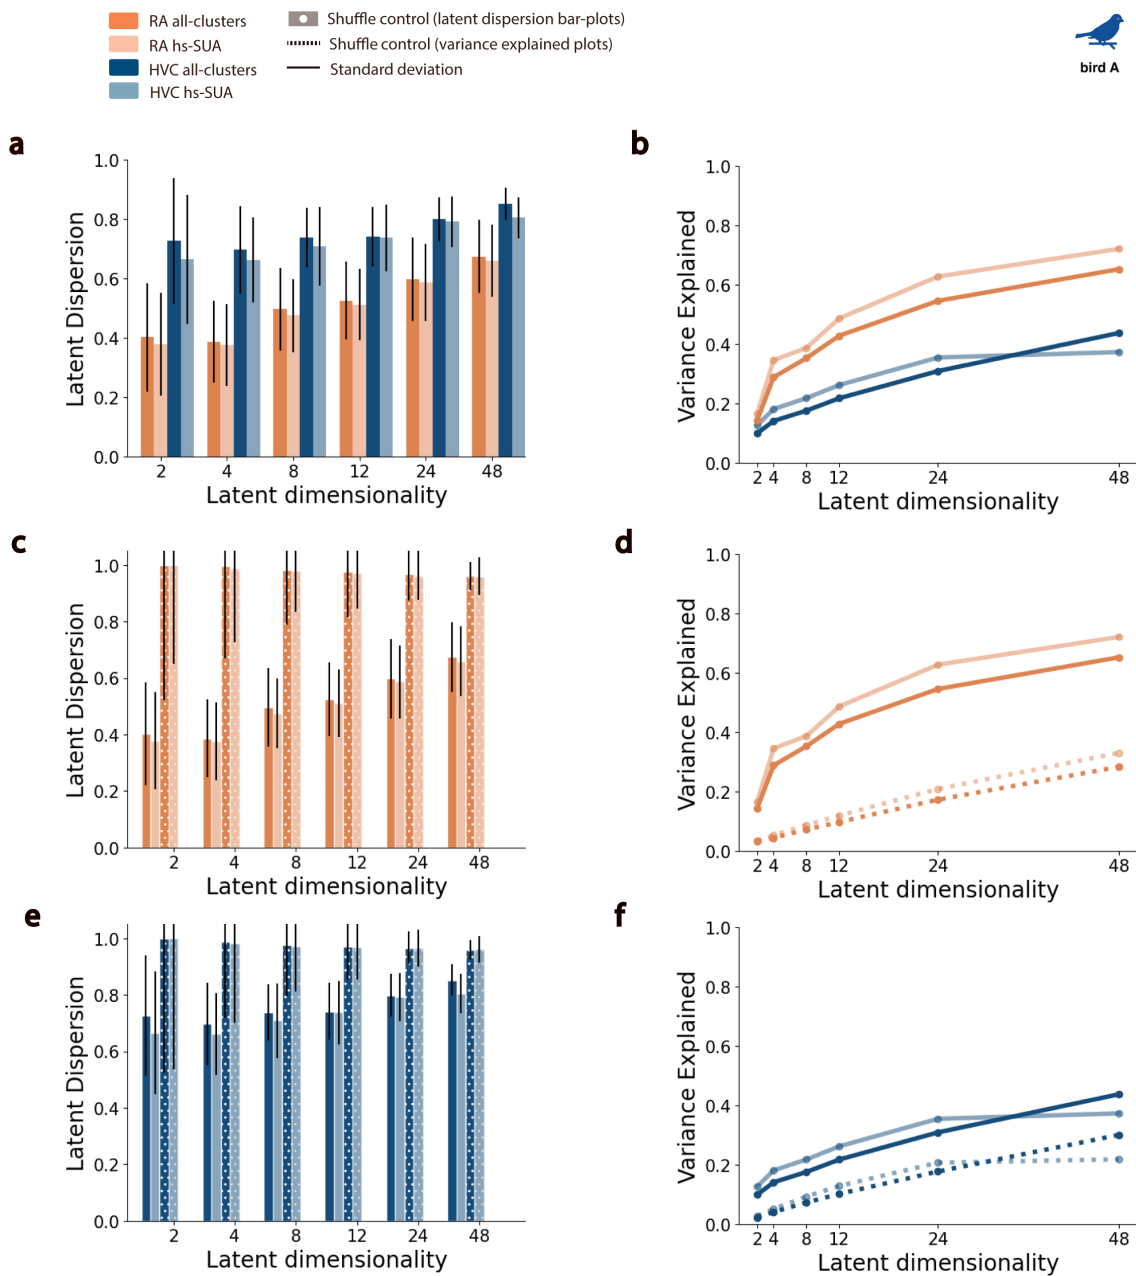 RA all-clusters
RA hs-SUA
HVC all-clusters
HVC hs-SUA
Shuffle control (latent dispersion bar-plots)
Shuffle control (variance explained plots)
Standard deviation
bird A
a
1.0
0.8
0.6
0.4
0.2
0.0
Latent Dispersion
2 4 8 12 24 48
Latent dimensionality
b
1.0
0.8
0.6
0.4
0.2
0.0
Variance Explained
2 4 8 12 24 48
Latent dimensionality
c
1.0
0.8
0.6
0.4
0.2
0.0
Latent Dispersion
2 4 8 12 24 48
Latent dimensionality
d
1.0
0.8
0.6
0.4
0.2
0.0
Variance Explained
2 4 8 12 24 48
Latent dimensionality
e
1.0
0.8
0.6
0.4
0.2
0.0
Latent Dispersion
2 4 8 12 24 48
Latent dimensionality
f
1.0
0.8
0.6
0.4
0.2
0.0
Variance Explained
2 4 8 12 24 48
Latent dimensionality